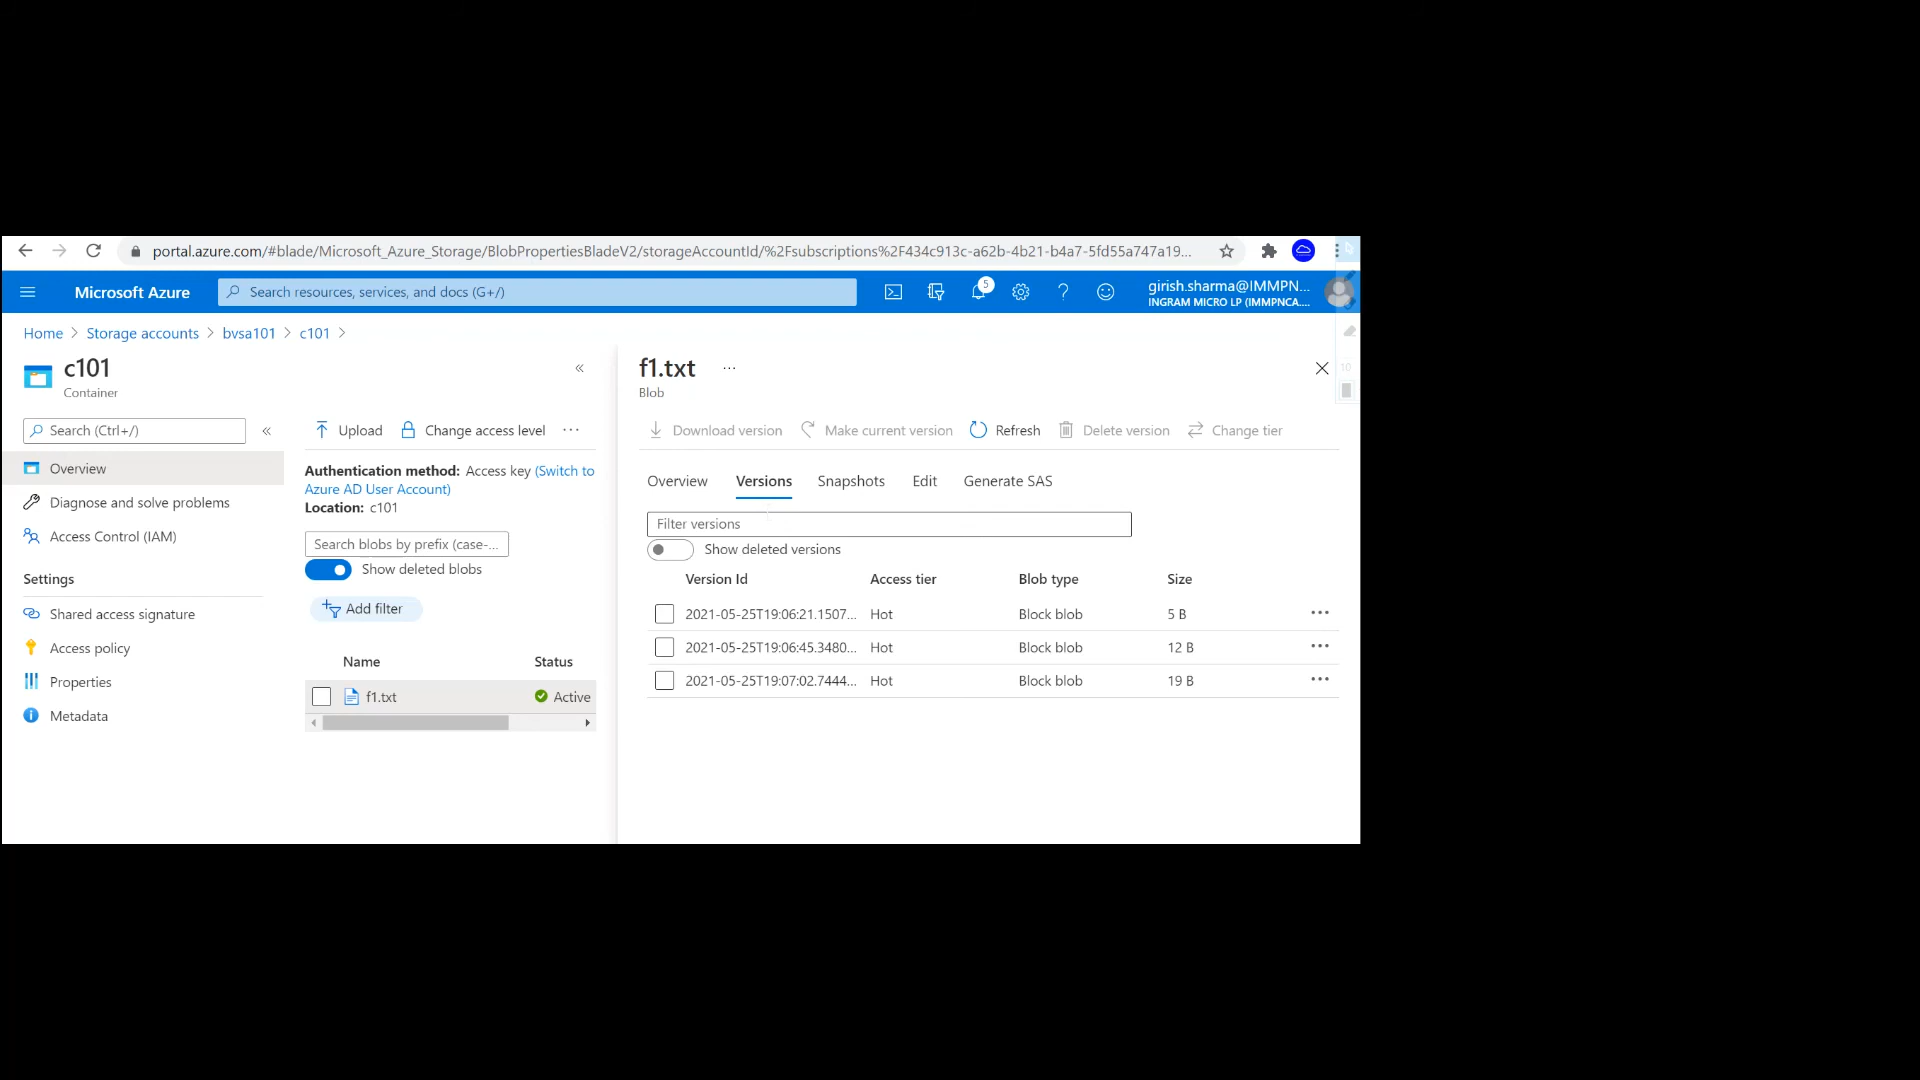 portal.azure.com/#blade/Microsoft_Azure_Storage/BlobPropertiesBladeV2/storageAccountId/%2Fsubscriptions%2F434c913c-a62b-4b21-b4a7-5fd55a747a19...
Microsoft Azure
Search resources, services, and docs (G+/)
5
girish.sharma@IMMPN...
INGRAM MICRO LP (IMMPNCA....
Home > Storage accounts > bvsa101 > c101 >
c101
Container
Search (Ctrl+/)
Overview
Diagnose and solve problems
Access Control (IAM)
Settings
Shared access signature
Access policy
Properties
Metadata
Upload
Change access level
...
Authentication method: Access key (Switch to
Azure AD User Account)
Location: c101
Search blobs by prefix (case-...
Show deleted blobs
Add filter
Name Status
f1.txt Active
f1.txt ...
Blob
10
Download version
Make current version
Refresh
Delete version
Change tier
Overview Versions Snapshots Edit Generate SAS
Filter versions
Show deleted versions
Version Id Access tier Blob type Size
2021-05-25T19:06:21.1507... Hot Block blob 5 B ...
2021-05-25T19:06:45.3480... Hot Block blob 12 B ...
2021-05-25T19:07:02.7444... Hot Block blob 19 B ...